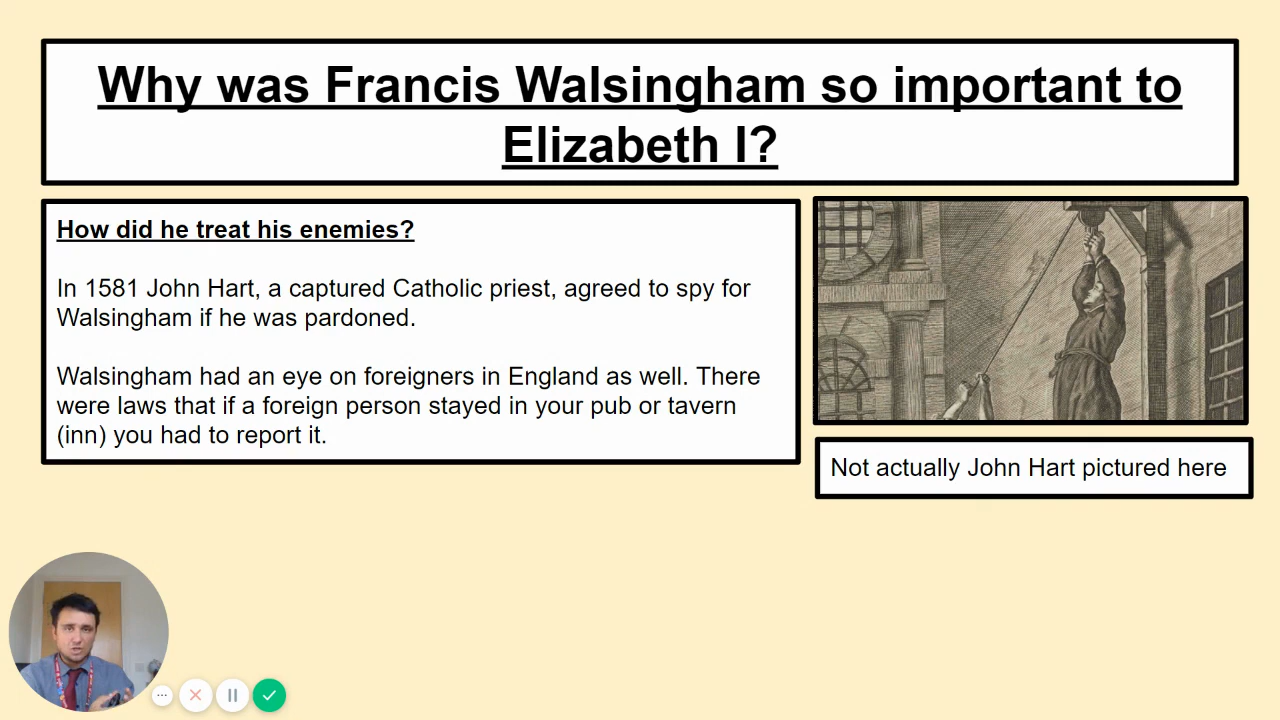 Why was Francis Walsingham so important to
Elizabeth I?
How did he treat his enemies?
In 1581 John Hart, a captured Catholic priest, agreed to spy for
Walsingham if he was pardoned.
Walsingham had an eye on foreigners in England as well. There
were laws that if a foreign person stayed in your pub or tavern
(inn) you had to report it.
Not actually John Hart pictured here